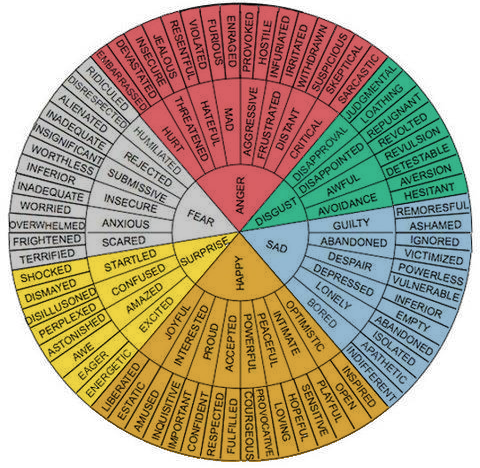 ANGER
DISGUST
SAD
HAPPY
SURPRISE
FEAR
HURT
THREATENED
HATEFUL
MAD
AGGRESSIVE
FRUSTRATED
DISTANT
CRITICAL
DISAPPROVAL
DISAPPOINTED
AWFUL
AVOIDANCE
GUILTY
ABANDONED
DESPAIR
DEPRESSED
LONELY
BORED
OPTIMISTIC
INTIMATE
PEACEFUL
POWERFUL
ACCEPTED
PROUD
INTERESTED
JOYFUL
EXCITED
AMAZED
CONFUSED
STARTLED
SCARED
ANXIOUS
INSECURE
SUBMISSIVE
REJECTED
HUMILIATED
EMBARRASSED
DEVASTATED
INSECURE
JEALOUS
RESENTFUL
VIOLATED
FURIOUS
ENRAGED
PROVOKED
HOSTILE
INFURIATED
IRRITATED
WITHDRAWN
SUSPICIOUS
SKEPTICAL
SARCASTIC
JUDGMENTAL
LOATHING
REPUGNANT
REVOLTED
REVULSION
DETESTABLE
AVERSION
HESITANT
REMORESFUL
ASHAMED
IGNORED
VICTIMIZED
POWERLESS
VULNERABLE
INFERIOR
EMPTY
ABANDONED
ISOLATED
APATHETIC
INDIFFERENT
INSPIRED
OPEN
PLAYFUL
SENSITIVE
HOPEFUL
LOVING
PROVOCATIVE
COURGEOUS
FULFILLED
RESPECTED
CONFIDENT
IMPORTANT
INQUISITIVE
AMUSED
ESTATIC
LIBERATED
ENERGETIC
EAGER
AWE
ASTONISHED
PERPLEXED
DISILLUSIONED
DISMAYED
SHOCKED
TERRIFIED
FRIGHTENED
OVERWHELMED
WORRIED
INADEQUATE
INFERIOR
WORTHLESS
INSIGNIFICANT
INADEQUATE
ALIENATED
DISRESPECTED
RIDICULED